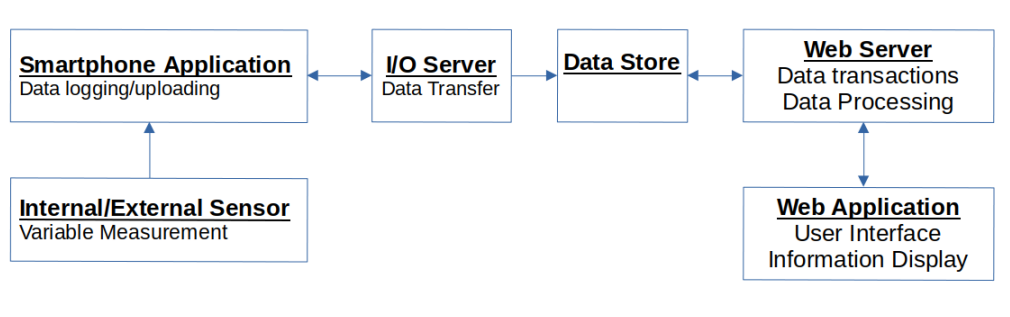 Smartphone Application
Data logging/uploading
I/O Server
Data Transfer
Data Store
Web Server
Data transactions
Data Processing
Internal/External Sensor
Variable Measurement
Web Application
User Interface
Information Display